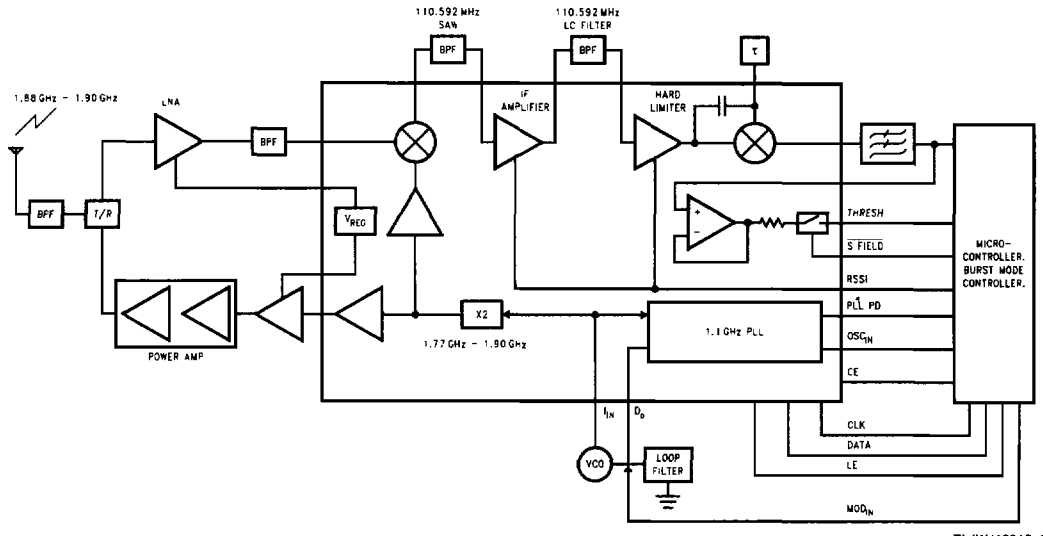 110.592 MHz
SAW
110.592 MHz
LC FILTER
BPF
BPF
τ
1.88 GHz – 1.90 GHz
LNA
IF
AMPLIFIER
HARD
LIMITER
BPF
BPF
T/R
VREG
+
−
THRESH
S FIELD
RSSI
PLL PD
OSCIN
CE
MICRO-
CONTROLLER.
BURST MODE
CONTROLLER.
X2
1.1 GHz PLL
1.77 GHz – 1.90 GHz
POWER AMP
fIN
Do
VCO
LOOP
FILTER
CLK
DATA
LE
MODIN